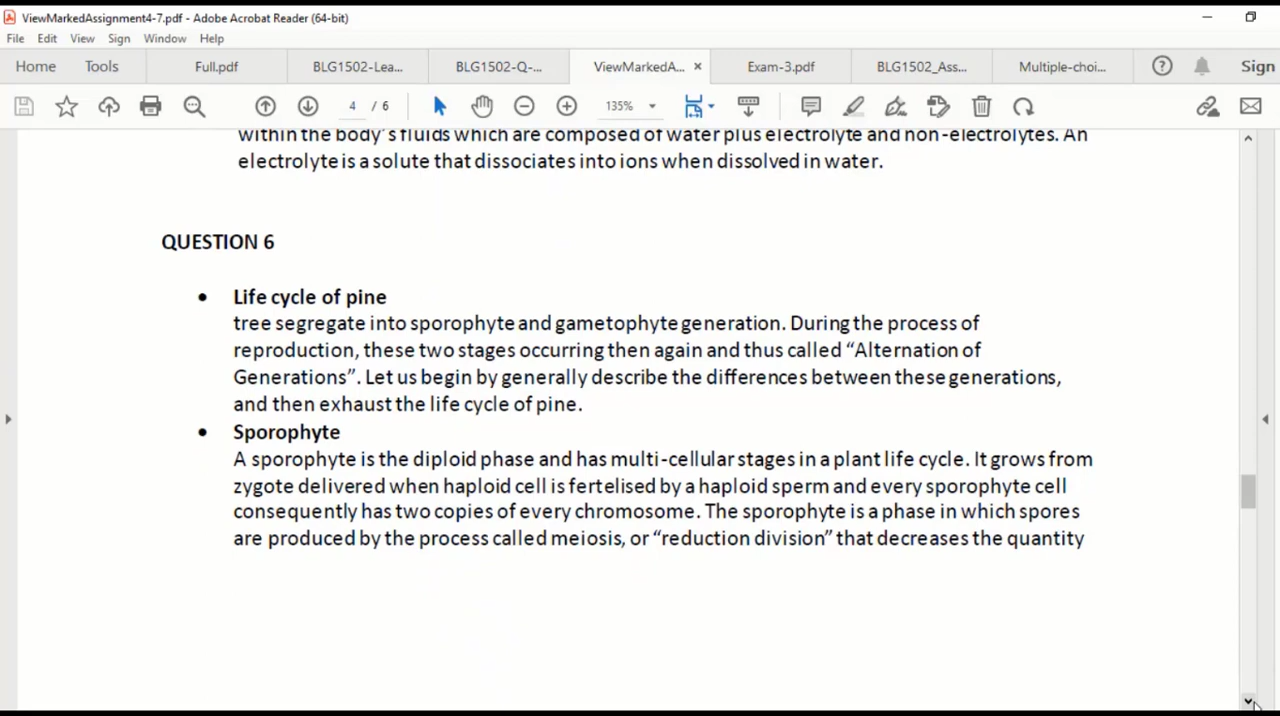 ViewMarkedAssignment4-7.pdf - Adobe Acrobat Reader (64-bit)
File Edit View Sign Window Help
Home Tools Full.pdf BLG1502-Lea... BLG1502-Q-... ViewMarkedA... × Exam-3.pdf BLG1502_Ass... Multiple-choi... Sign
4 / 6 135%
within the body's fluids which are composed of water plus electrolyte and non-electrolytes. An
electrolyte is a solute that dissociates into ions when dissolved in water.
QUESTION 6
• Life cycle of pine
tree segregate into sporophyte and gametophyte generation. During the process of
reproduction, these two stages occurring then again and thus called “Alternation of
Generations”. Let us begin by generally describe the differences between these generations,
and then exhaust the life cycle of pine.
• Sporophyte
A sporophyte is the diploid phase and has multi-cellular stages in a plant life cycle. It grows from
zygote delivered when haploid cell is fertelised by a haploid sperm and every sporophyte cell
consequently has two copies of every chromosome. The sporophyte is a phase in which spores
are produced by the process called meiosis, or “reduction division” that decreases the quantity